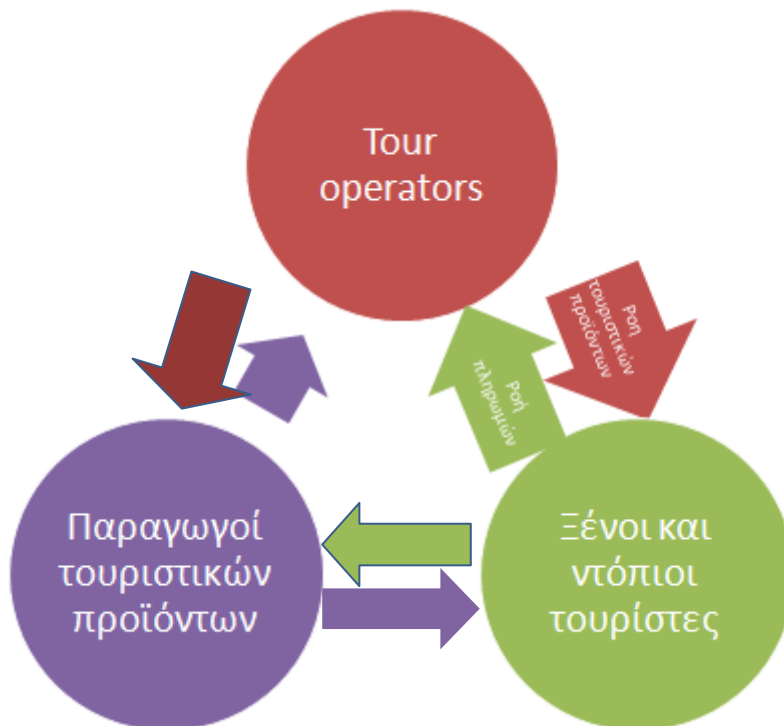 Tour
operators
Ροή
τουριστικών
προϊόντων
Ροή
πληρωμών
Παραγωγοί
τουριστικών
προϊόντων
Ξένοι και
ντόπιοι
τουρίστες